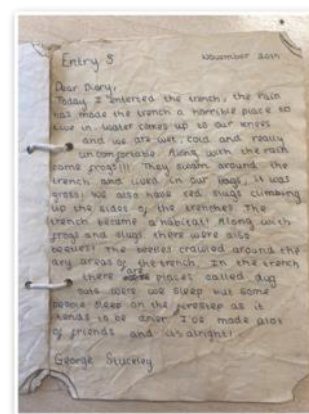 Entry 8
November 20th
Dear Diary,
Today I entered the trench, the rain
has made the trench a horrible place to
live in. Water comes up to our knees
and we are wet, cold and really
uncomfortable. Along with the rain
come frogs!!! They swam around the
trench and lived in our bags, it was
gross! We also have red slugs climbing
up the sides of the trenches The
trench became a habitat! Along with
frogs and slugs there were also
beetles! The beetles crawled around the
dry areas of the trench. In the trench
there are places called dug
outs were we sleep but some
people sleep on the firestep as it
tends to be drier. I've made alot
of friends and its alright!
George Stuceley